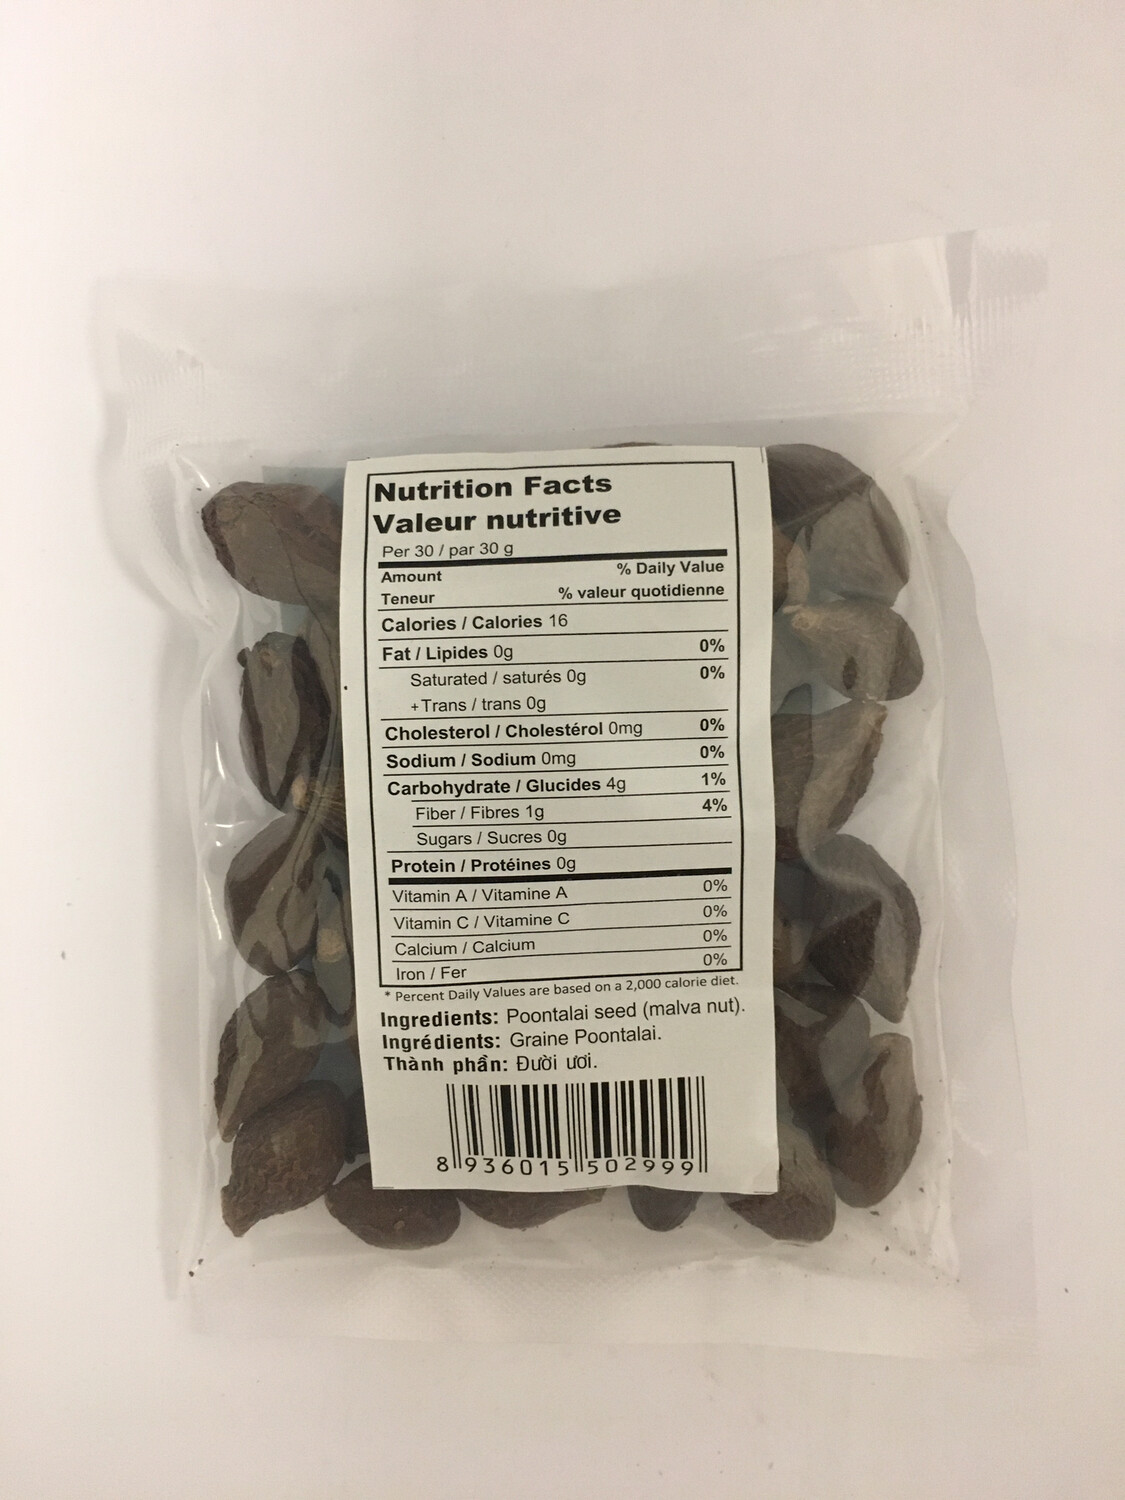 Nutrition Facts
Valeur nutritive
Per 30 / par 30 g
Amount % Daily Value
Teneur % valeur quotidienne
Calories / Calories 16
Fat / Lipides 0g 0%
Saturated / saturés 0g 0%
+Trans / trans 0g
Cholesterol / Cholestérol 0mg 0%
Sodium / Sodium 0mg 0%
Carbohydrate / Glucides 4g 1%
Fiber / Fibres 1g 4%
Sugars / Sucres 0g
Protein / Protéines 0g
Vitamin A / Vitamine A 0%
Vitamin C / Vitamine C 0%
Calcium / Calcium 0%
Iron / Fer 0%
* Percent Daily Values are based on a 2,000 calorie diet.
Ingredients: Poontalai seed (malva nut).
Ingrédients: Graine Poontalai.
Thành phần: Đười ươi.
8 936015 502999